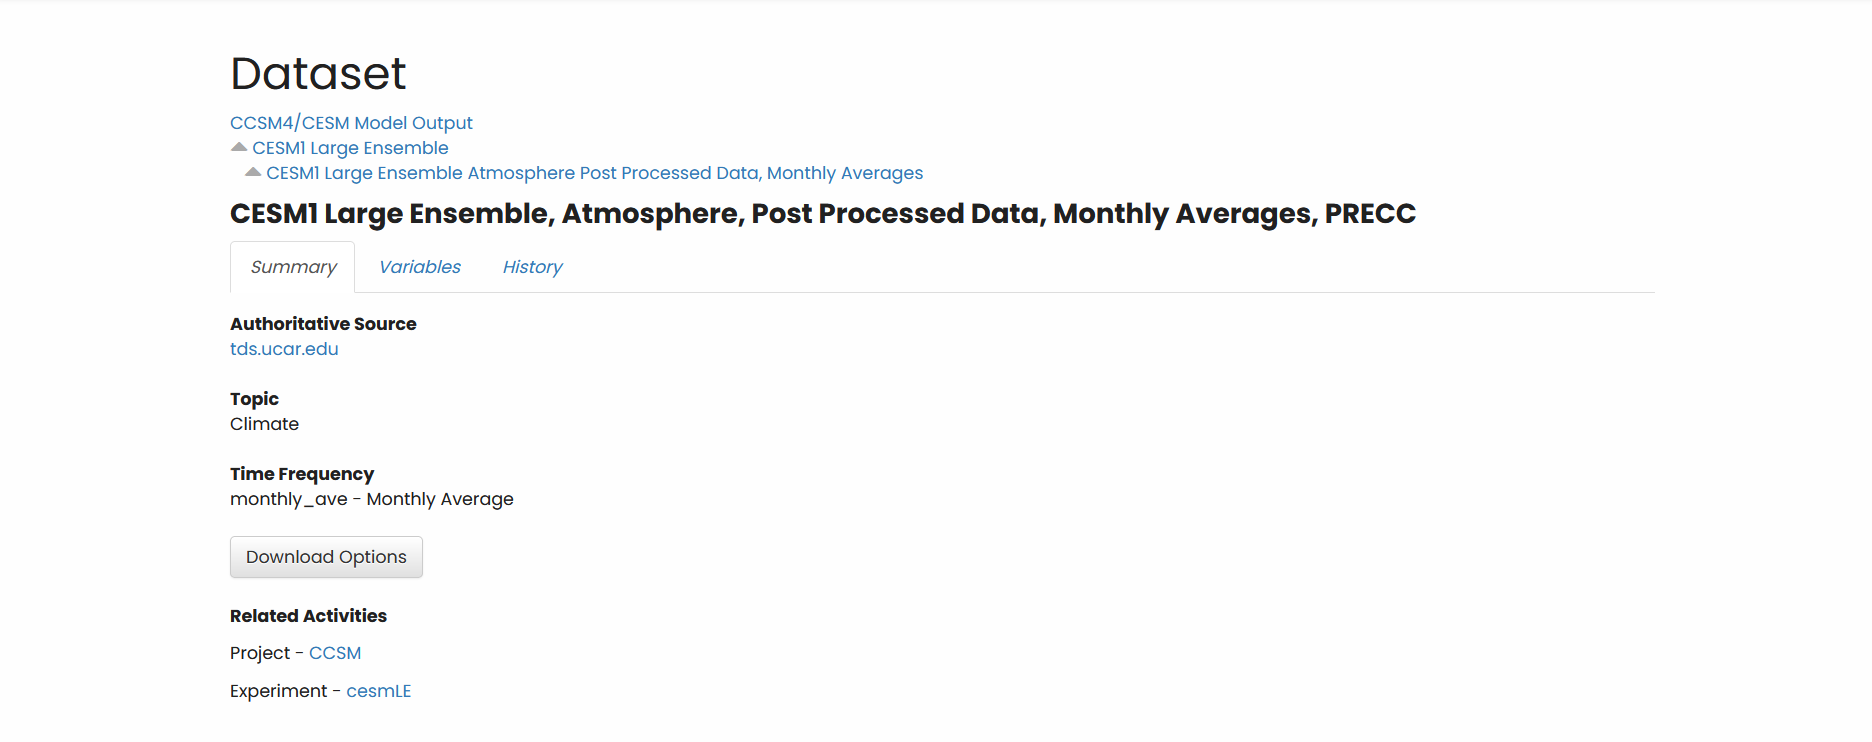 Dataset
CCSM4/CESM Model Output
CESM1 Large Ensemble
CESM1 Large Ensemble Atmosphere Post Processed Data, Monthly Averages
CESM1 Large Ensemble, Atmosphere, Post Processed Data, Monthly Averages, PRECC
Summary Variables History
Authoritative Source
tds.ucar.edu
Topic
Climate
Time Frequency
monthly_ave - Monthly Average
Download Options
Related Activities
Project - CCSM
Experiment - cesmLE